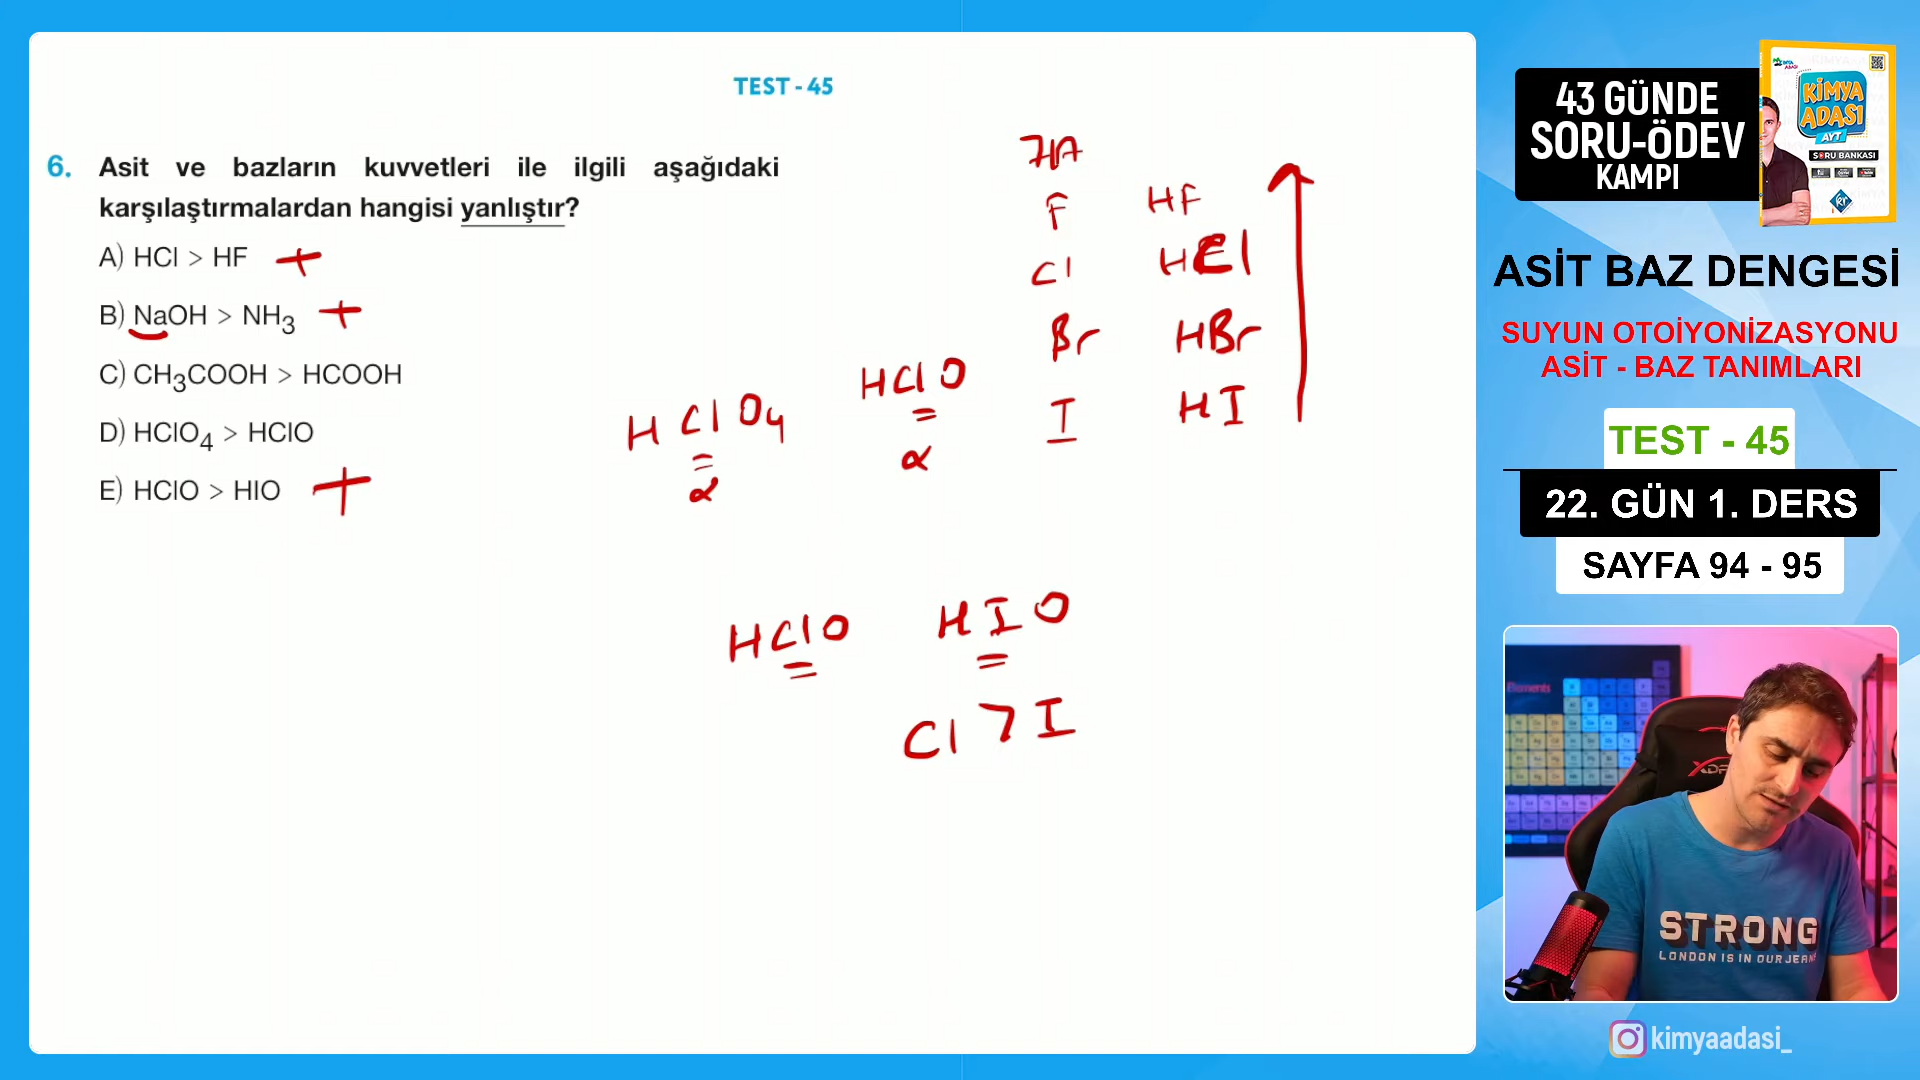 TEST - 45
6. Asit ve bazların kuvvetleri ile ilgili aşağıdaki
karşılaştırmalardan hangisi yanlıştır?
A) HCl > HF +
B) NaOH > NH3 +
C) CH3COOH > HCOOH
D) HClO4 > HClO
E) HClO > HIO +
HClO4
α
HClO
α
7A
F HF
Cl HCl
Br HBr
I HI
HClO HIO
Cl > I
43 GÜNDE
SORU-ÖDEV
KAMPI
KİMYA
ADASI
AYT
SORU BANKASI
ASİT BAZ DENGESİ
SUYUN OTOİYONİZASYONU
ASİT - BAZ TANIMLARI
TEST - 45
22. GÜN 1. DERS
SAYFA 94 - 95
STRONG
LONDON IS IN OUR JEANS
kimyaadasi_